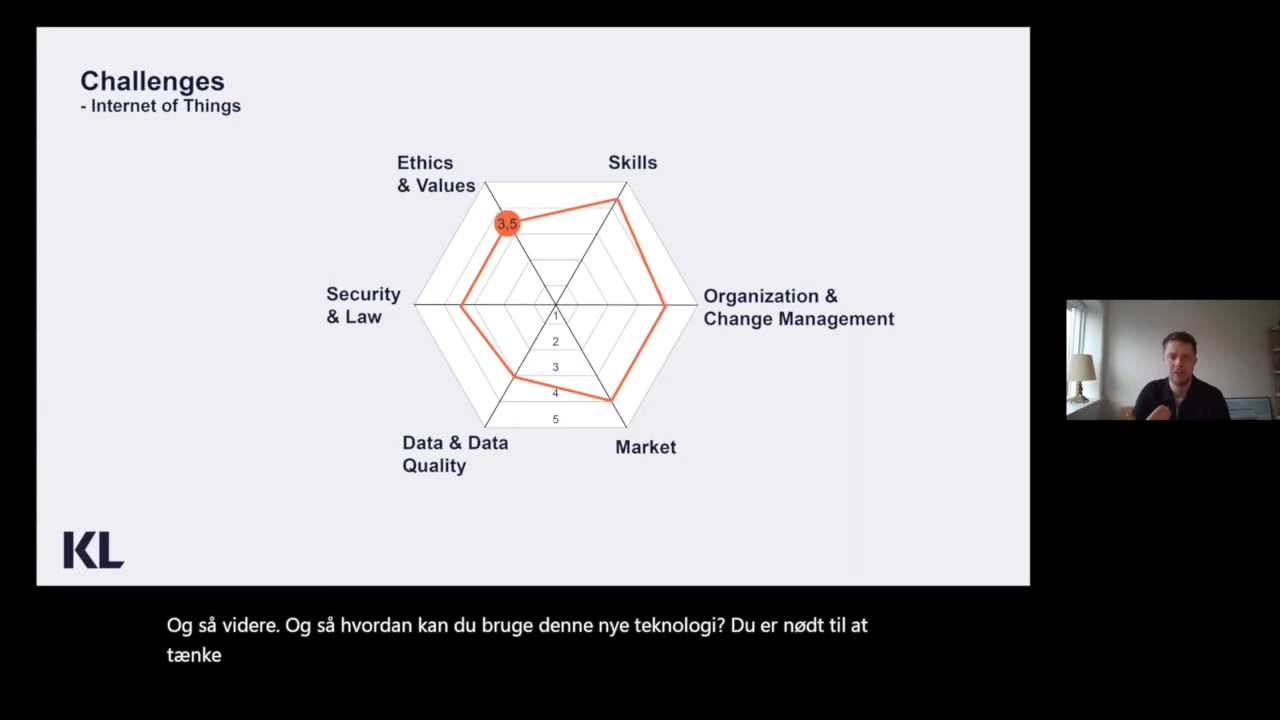 Challenges
- Internet of Things
Ethics
& Values
Skills
3,5
Security
& Law
Organization &
Change Management
1
2
3
4
5
Data & Data
Quality
Market
KL
Og så videre. Og så hvordan kan du bruge denne nye teknologi? Du er nødt til at
tænke